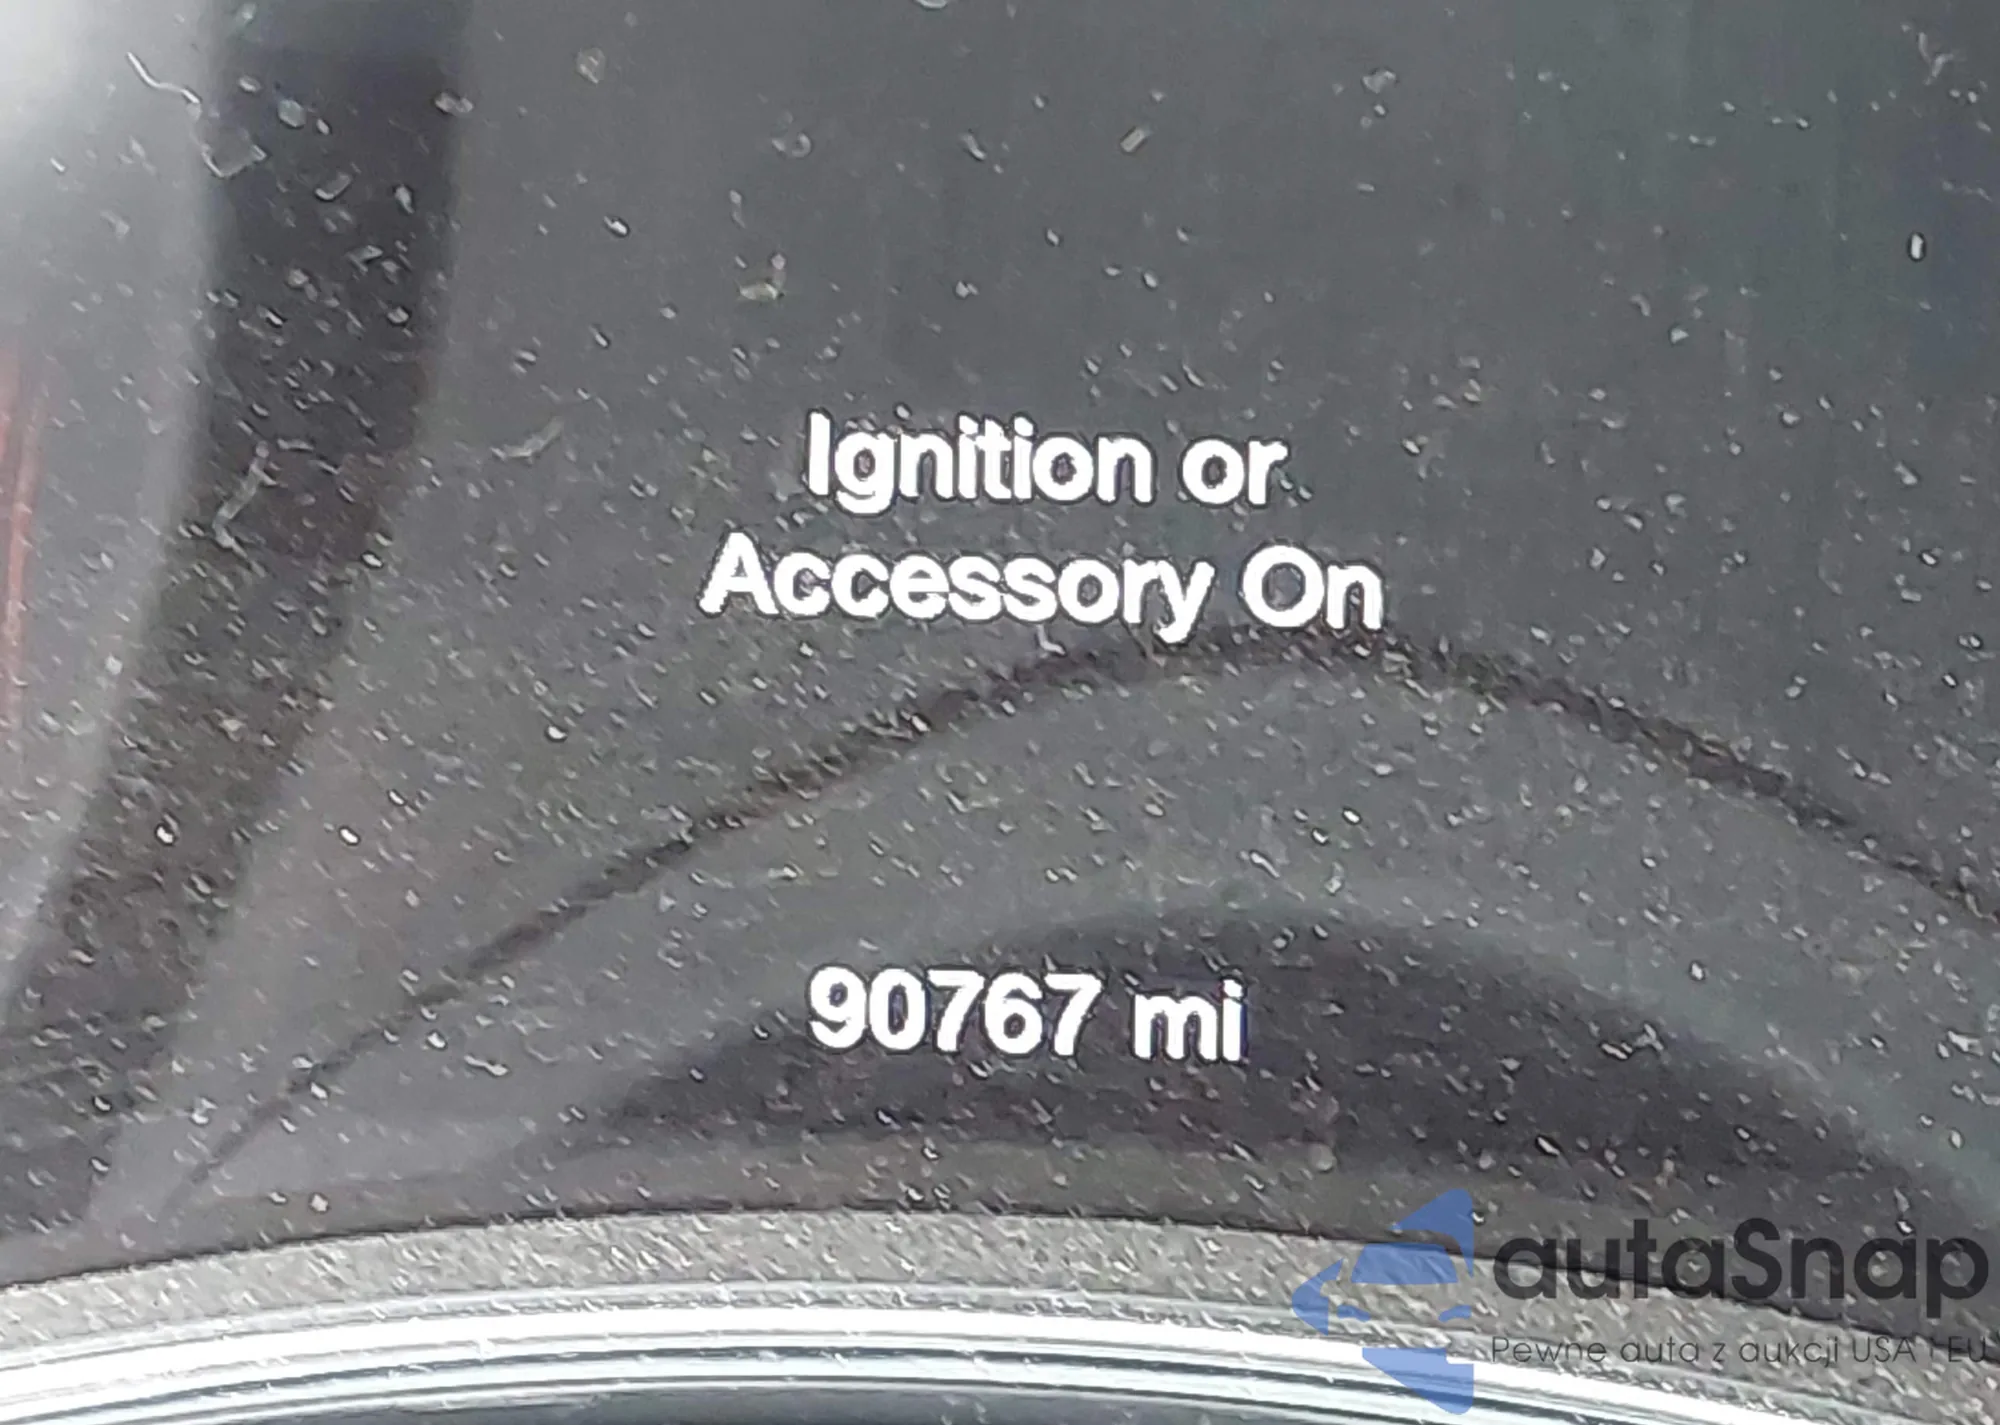 Ignition or
Accessory On
90767 mi
autaSnap
Pewne auta z aukcji USA i EU